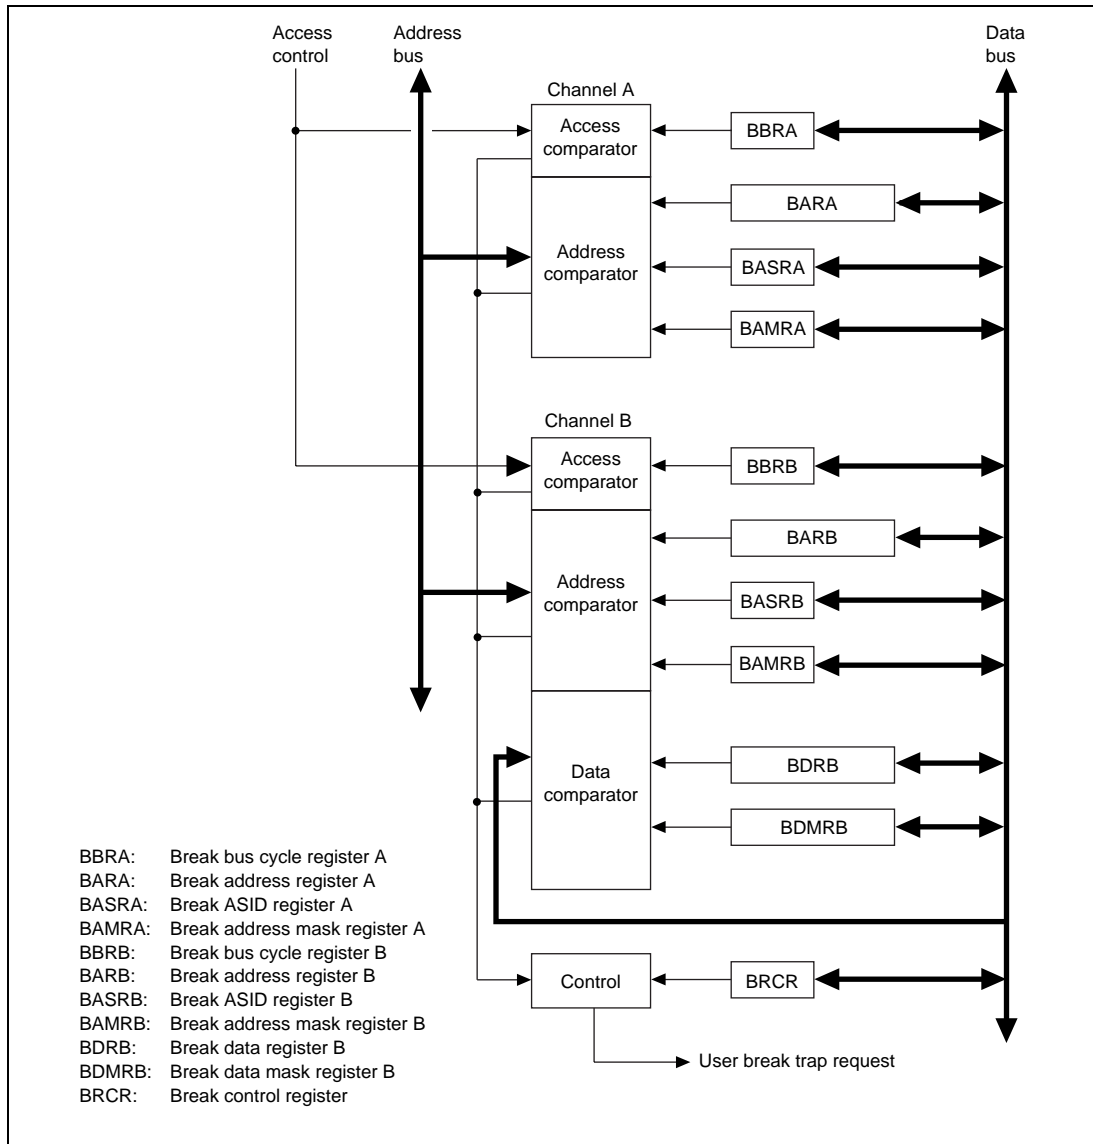 Access
control
Address
bus
Data
bus
Channel A
Access
comparator
BBRA
BARA
Address
comparator
BASRA
BAMRA
Channel B
Access
comparator
BBRB
BARB
Address
comparator
BASRB
BAMRB
Data
comparator
BDRB
BDMRB
Control
BRCR
User break trap request
BBRA: Break bus cycle register A
BARA: Break address register A
BASRA: Break ASID register A
BAMRA: Break address mask register A
BBRB: Break bus cycle register B
BARB: Break address register B
BASRB: Break ASID register B
BAMRB: Break address mask register B
BDRB: Break data register B
BDMRB: Break data mask register B
BRCR: Break control register